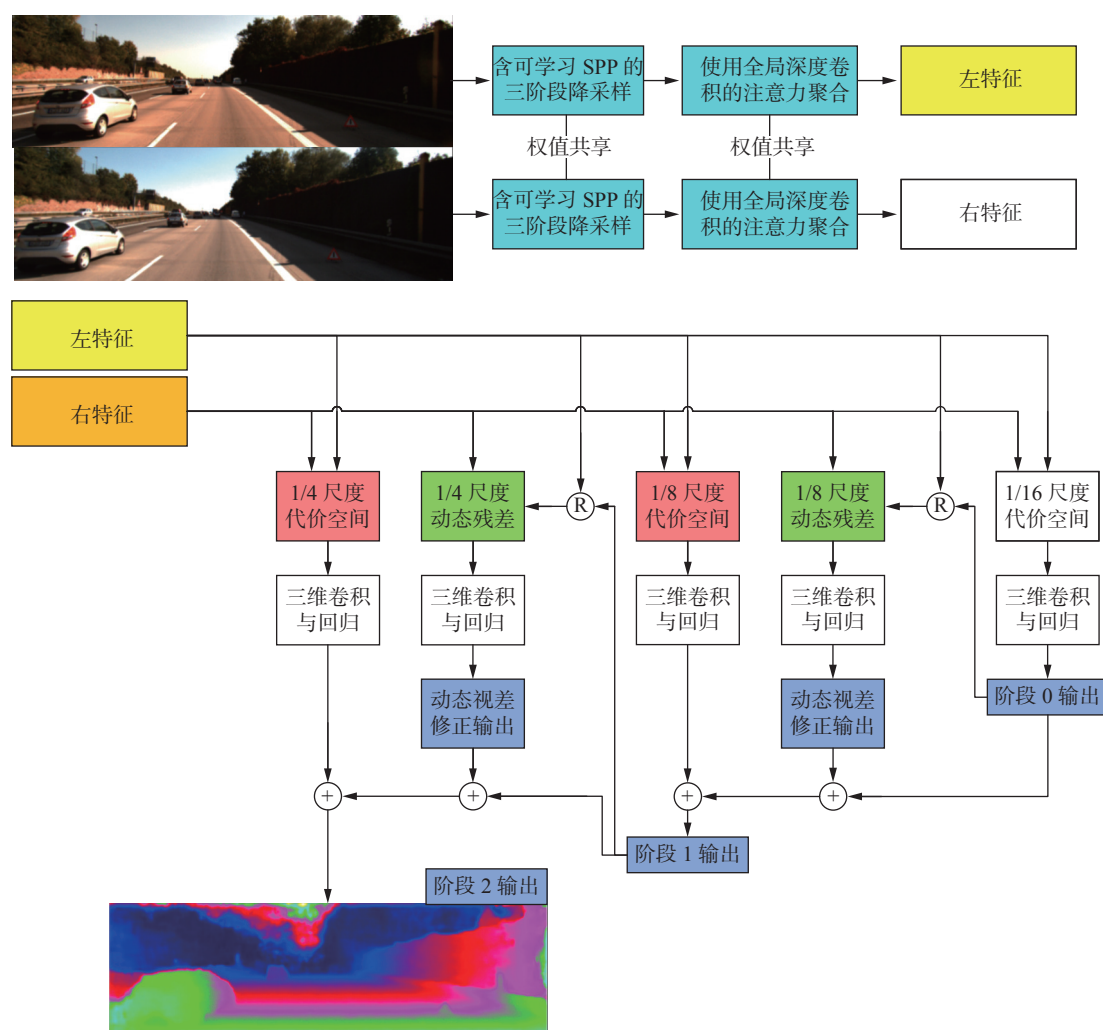 含可学习 SPP 的
三阶段降采样
使用全局深度卷
积的注意力聚合
左特征
权值共享
权值共享
含可学习 SPP 的
三阶段降采样
使用全局深度卷
积的注意力聚合
右特征
左特征
右特征
1/4 尺度
代价空间
1/4 尺度
动态残差
R
1/8 尺度
代价空间
1/8 尺度
动态残差
R
1/16 尺度
代价空间
三维卷积
与回归
三维卷积
与回归
三维卷积
与回归
三维卷积
与回归
三维卷积
与回归
动态视差
修正输出
动态视差
修正输出
阶段 0 输出
+
+
+
+
阶段 1 输出
阶段 2 输出